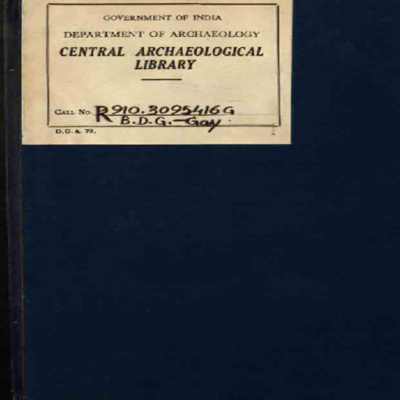 GOVERNMENT OF INDIA
DEPARTMENT OF ARCHAEOLOGY
CENTRAL ARCHAEOLOGICAL
LIBRARY
CALL No. R 910.3095416 G
B.D.G.-Gay.
D.G.A. 79.